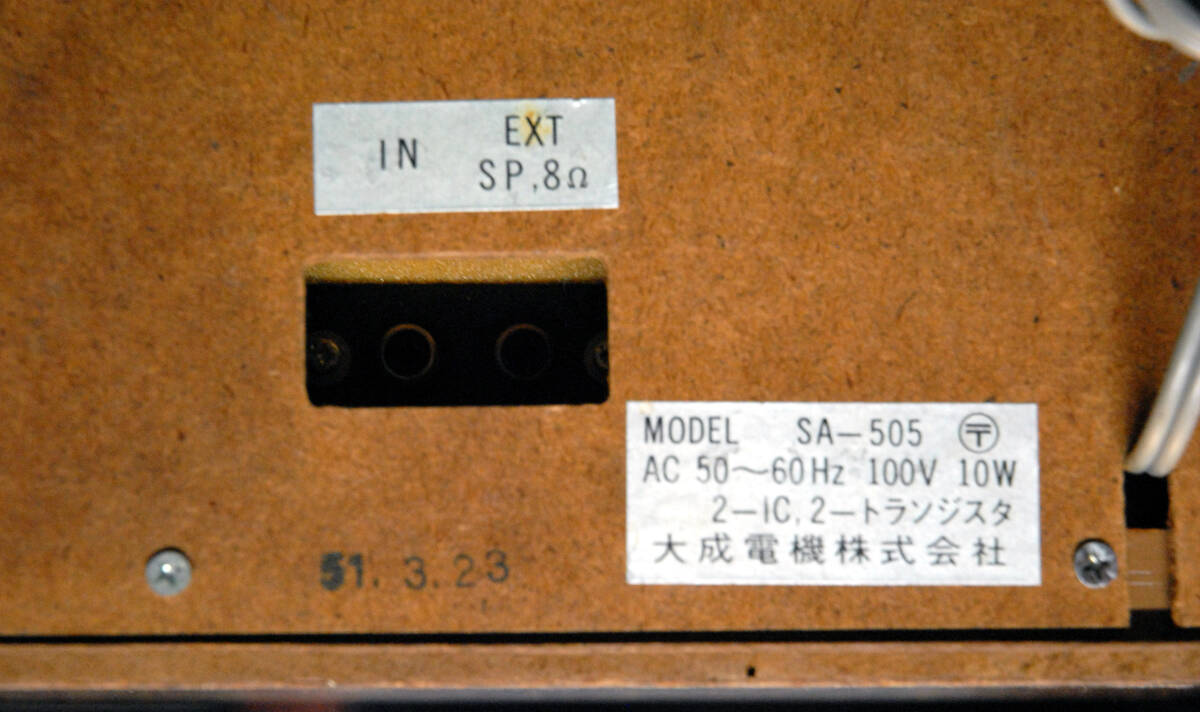 IN
EXT
SP,8Ω
MODEL SA-505 〶
AC 50～60Hz 100V 10W
2-IC,2-トランジスタ
大成電機株式会社
51.3.23